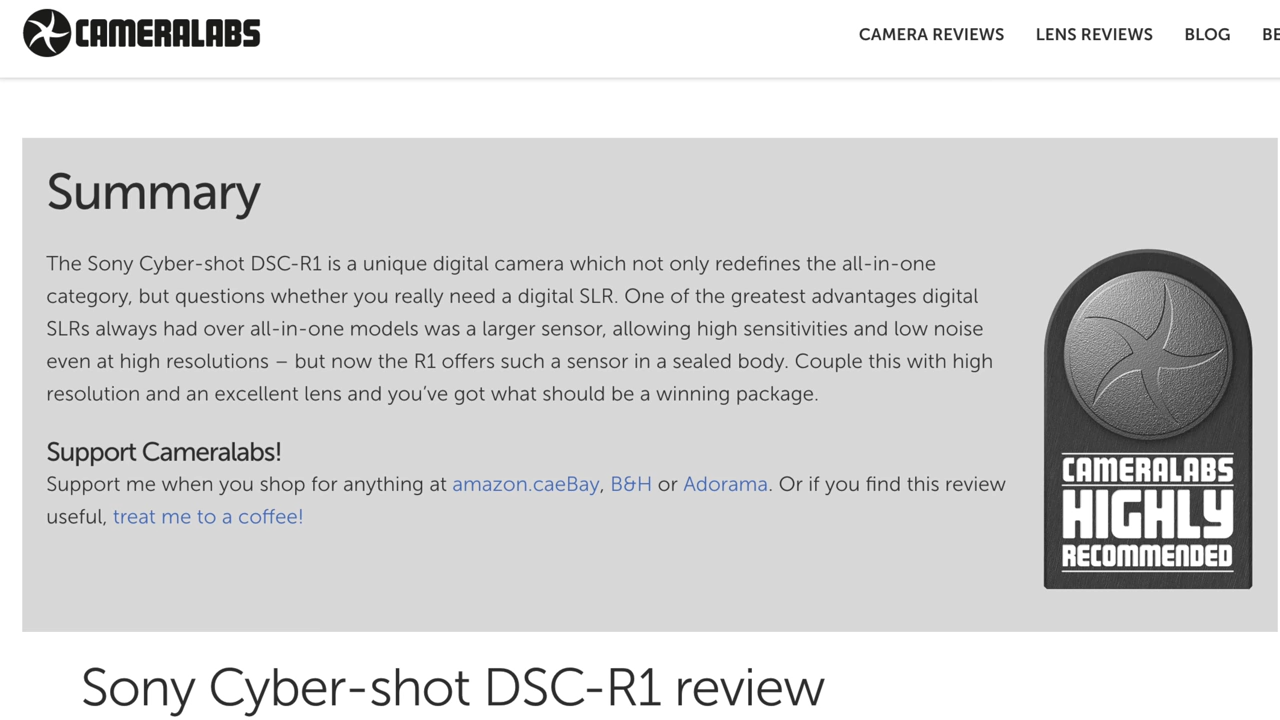 CAMERALABS
CAMERA REVIEWS LENS REVIEWS BLOG BE
Summary
The Sony Cyber-shot DSC-R1 is a unique digital camera which not only redefines the all-in-one
category, but questions whether you really need a digital SLR. One of the greatest advantages digital
SLRs always had over all-in-one models was a larger sensor, allowing high sensitivities and low noise
even at high resolutions – but now the R1 offers such a sensor in a sealed body. Couple this with high
resolution and an excellent lens and you’ve got what should be a winning package.
Support Cameralabs!
Support me when you shop for anything at amazon.caeBay, B&H or Adorama. Or if you find this review
useful, treat me to a coffee!
CAMERALABS
HIGHLY
RECOMMENDED
Sony Cyber-shot DSC-R1 review